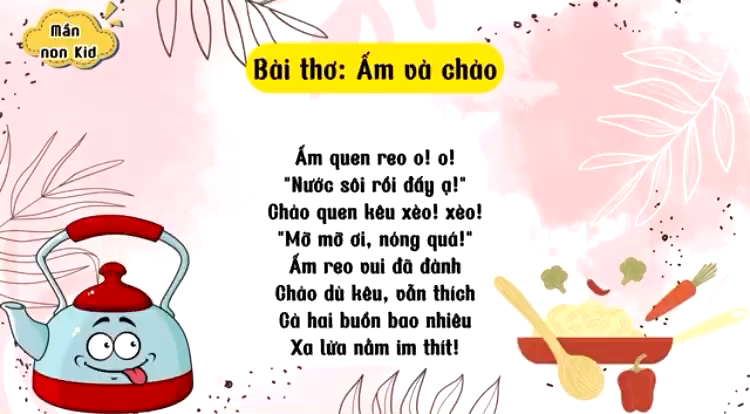 Mần
non Kid
Bài thơ: Ấm và chảo
Ấm quen reo o! o!
"Nước sôi rồi đấy ạ!"
Chảo quen kêu xèo! xèo!
"Mỡ mỡ ơi, nóng quá!"
Ấm reo vui đã đành
Chảo dù kêu, vẫn thích
Cả hai buồn bao nhiêu
Xa lửa nằm im thít!